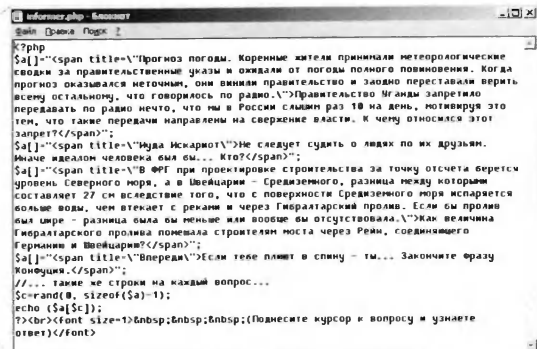 informer.php - Блокнот
Файл Правка Поиск ?
<?php
$a[]="<span title=\"Прогноз погоды. Коренные жители принимали метеорологические
сводки за правительственные указы и ожидали от погоды полного повиновения. Когда
прогноз оказывался неточным, они винили правительство и заодно переставали верить
всему остальному, что говорилось по радио.\">Правительство Уганды запретило
передавать по радио нечто, что мы в России слышим раз 10 на день, мотивируя это
тем, что такие передачи направлены на свержение власти. К чему относился этот
запрет?</span>";
$a[]="<span title=\"Иуда Искариот\">Не следует судить о людях по их друзьям.
Иначе идеалом человека был бы... Кто?</span>";
$a[]="<span title=\"В ФРГ при проектировке строительства за точку отсчета берется
уровень Северного моря, а в Швейцарии - Средиземного, разница между которыми
составляет 27 см вследствие того, что с поверхности Средиземного моря испаряется
больше воды, чем втекает с реками и через Гибралтарский пролив. Если бы пролив
был шире - разница была бы меньше или вообще бы отсутствовала.\">Как величина
Гибралтарского пролива помешала строителям моста через Рейн, соединяющего
Германию и Швейцарию?</span>";
$a[]="<span title=\"Впереди\">Если тебе плюют в спину - ты... Закончите фразу
Конфуция.</span>";
//... такие же строки на каждый вопрос...
$c=rand(0, sizeof($a)-1);
echo ($a[$c]);
?><br><font size=1>&nbsp;&nbsp;&nbsp;(Поднесите курсор к вопросу и узнаете
ответ)</font>